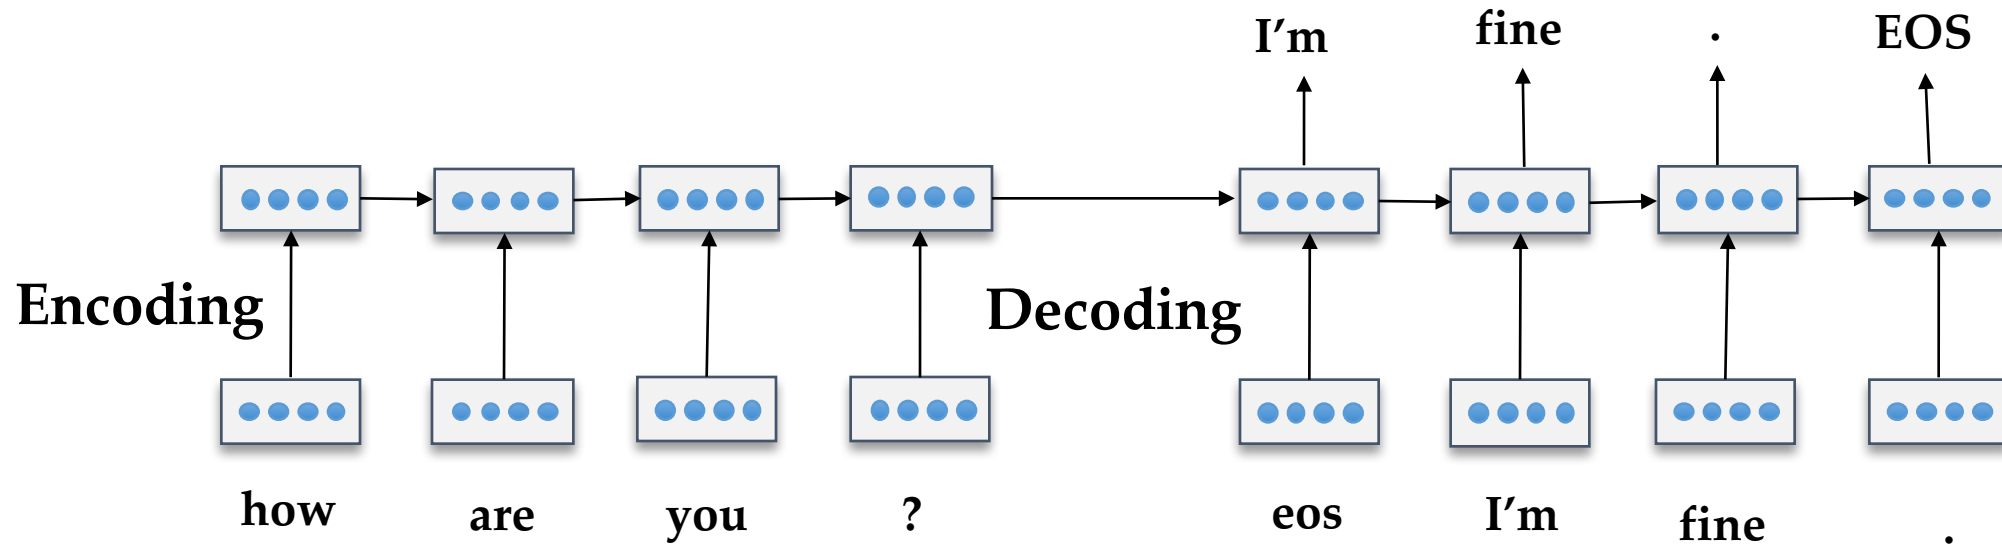 I’m fine . EOS
Encoding Decoding
how are you ? eos I’m fine .